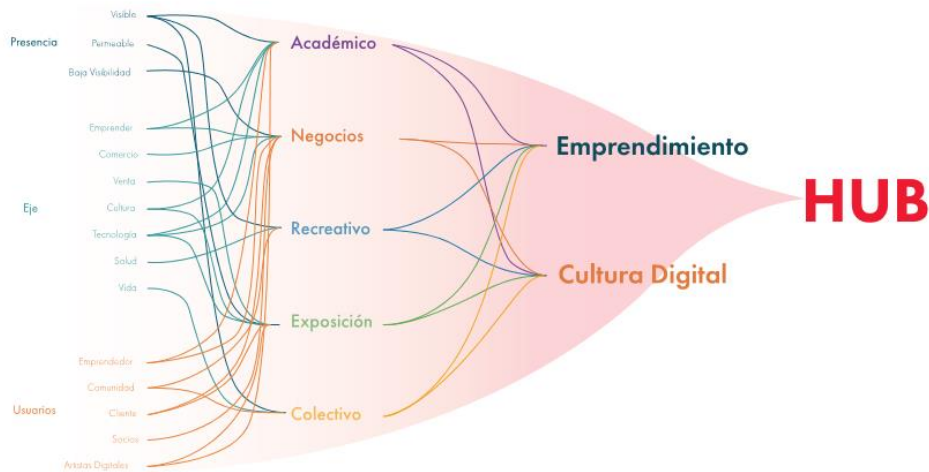 Presencia
Visible
Permeable
Baja Visibilidad
Eje
Emprender
Comercio
Venta
Cultura
Tecnología
Salud
Vida
Usuarios
Emprendedor
Comunidad
Cliente
Socios
Artistas Digitales
Académico
Negocios
Recreativo
Exposición
Colectivo
Emprendimiento
Cultura Digital
HUB